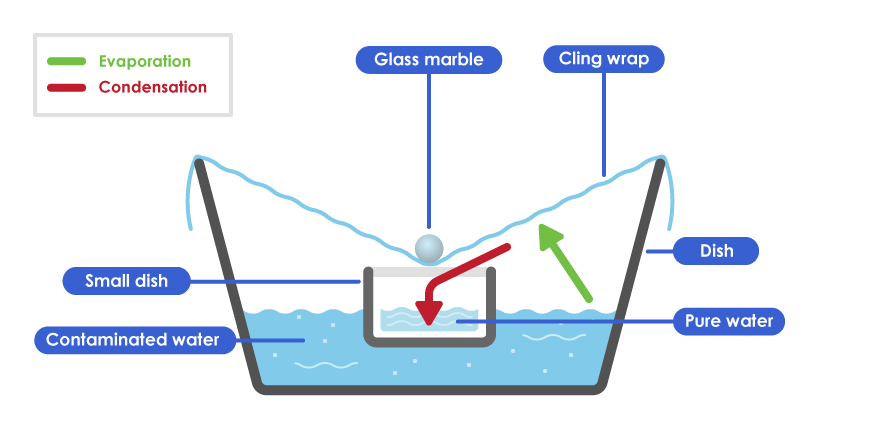 Glass marble
Cling wrap
Evaporation
Condensation
Dish
Small dish
Pure water
Contaminated water